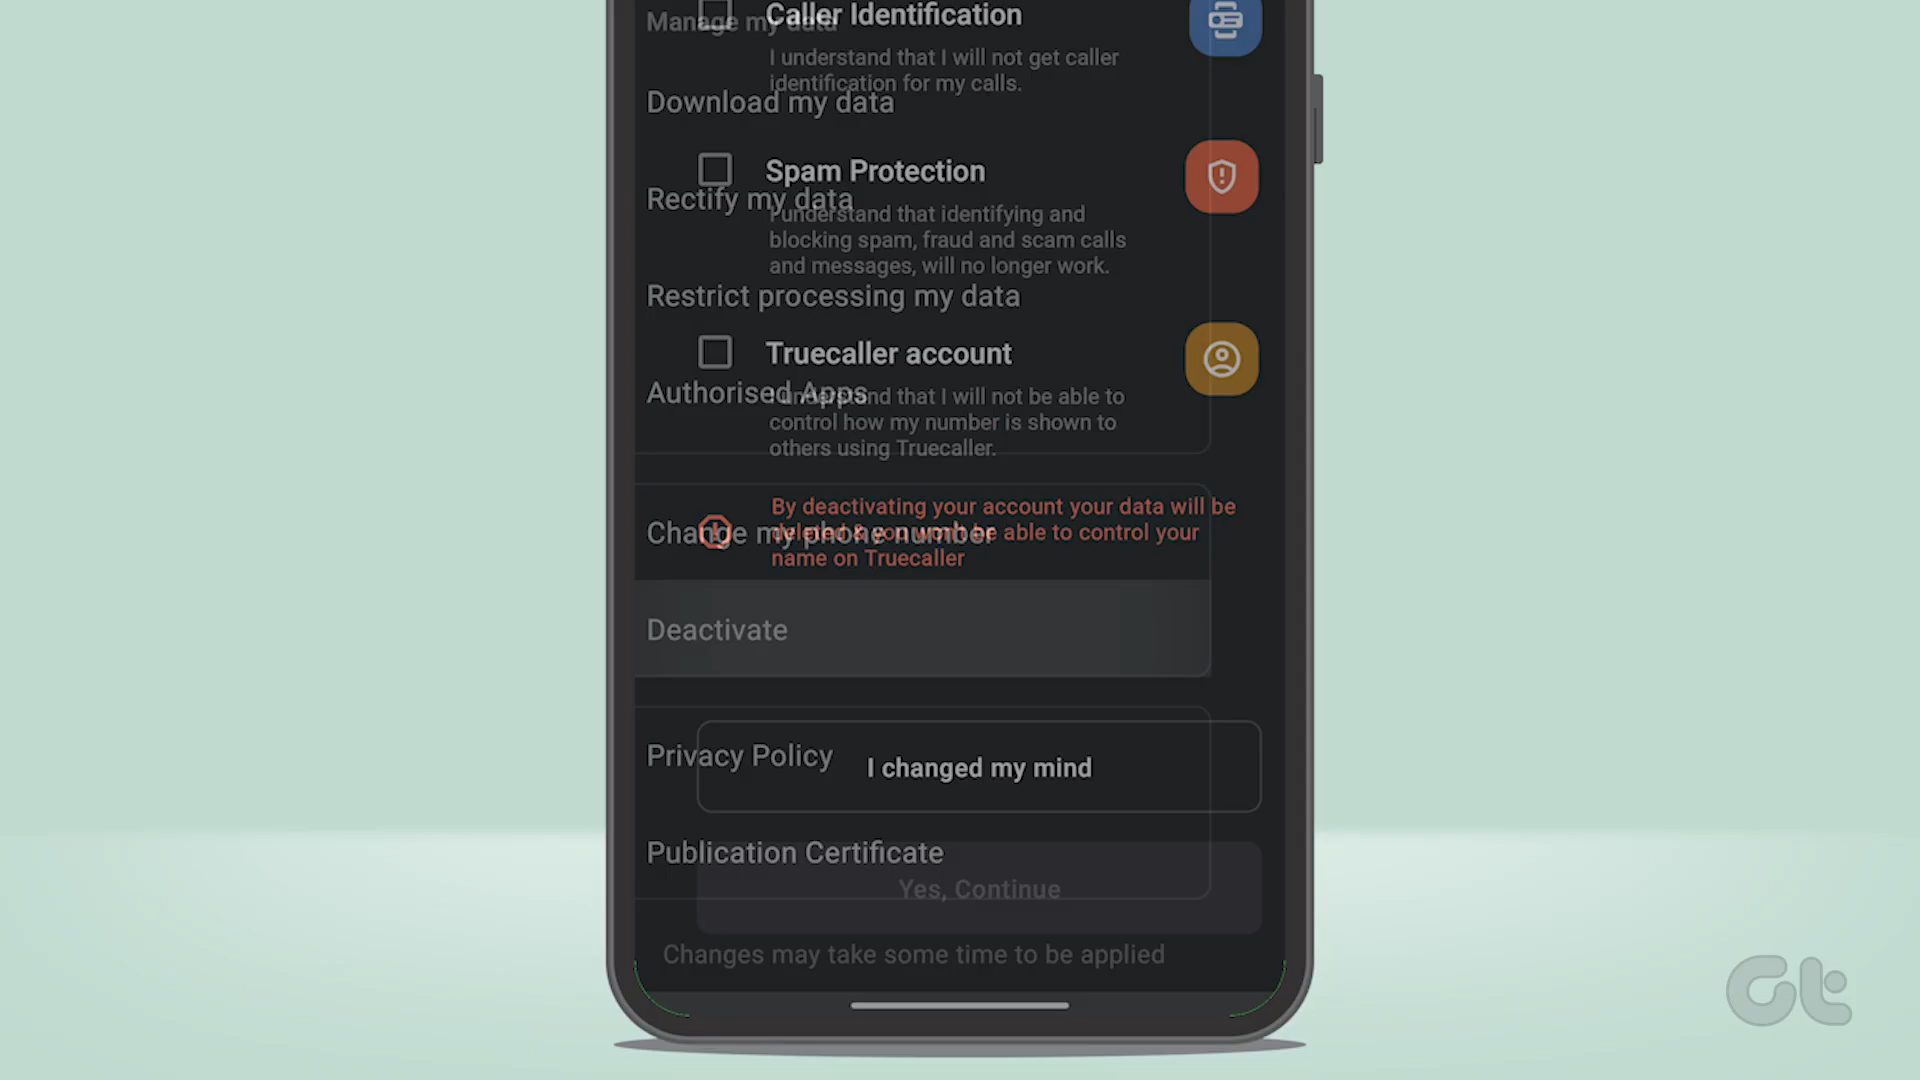 Manage my data
Caller Identification
I understand that I will not get caller
identification for my calls.
Download my data
Spam Protection
Rectify my data
I understand that identifying and
blocking spam, fraud and scam calls
and messages, will no longer work.
Restrict processing my data
Truecaller account
Authorised Apps
I understand that I will not be able to
control how my number is shown to
others using Truecaller.
By deactivating your account your data will be
deleted & you won't be able to control your
name on Truecaller
Change my phone number
Deactivate
Privacy Policy
I changed my mind
Publication Certificate
Yes, Continue
Changes may take some time to be applied
Gt